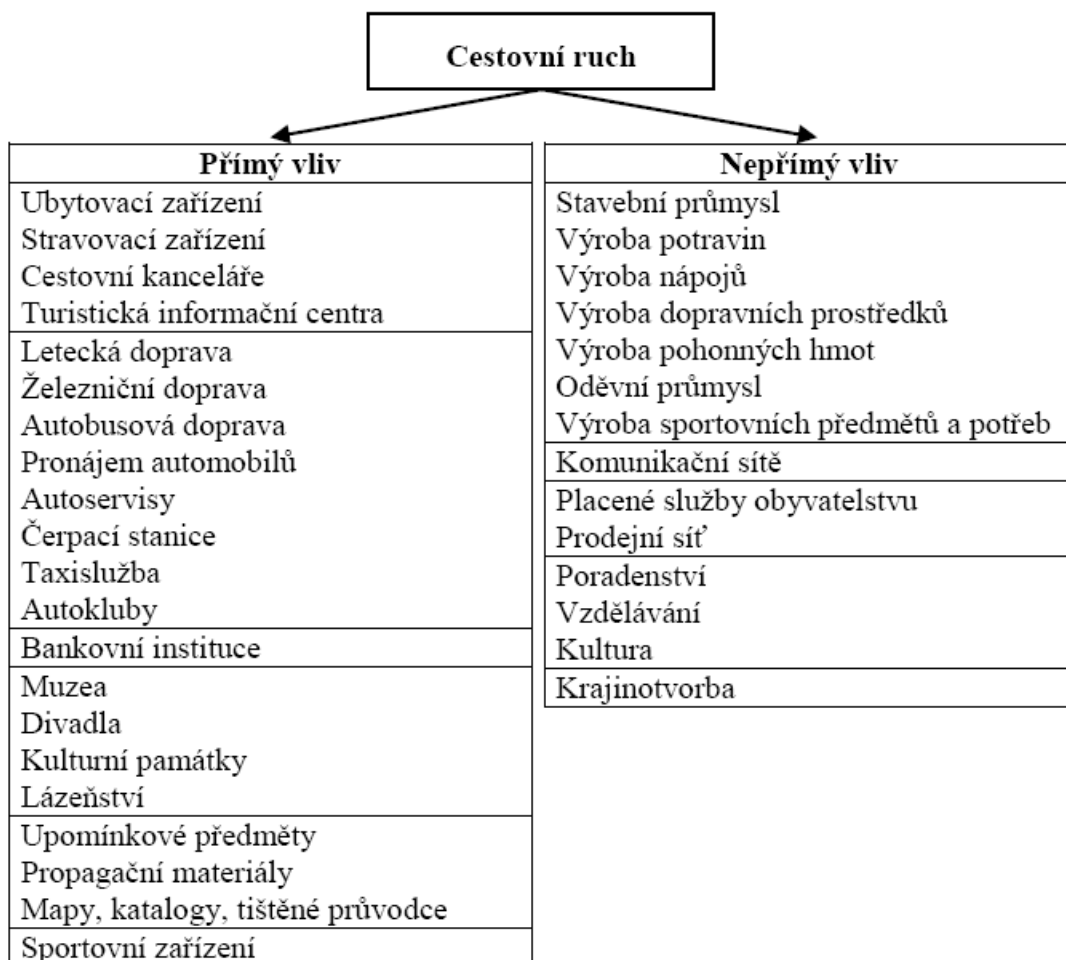 Cestovní ruch
Přímý vliv
Ubytovací zařízení
Stravovací zařízení
Cestovní kanceláře
Turistická informační centra
Letecká doprava
Železniční doprava
Autobusová doprava
Pronájem automobilů
Autoservisy
Čerpací stanice
Taxislužba
Autokluby
Bankovní instituce
Muzea
Divadla
Kulturní památky
Lázeňství
Upomínkové předměty
Propagační materiály
Mapy, katalogy, tištěné průvodce
Sportovní zařízení
Nepřímý vliv
Stavební průmysl
Výroba potravin
Výroba nápojů
Výroba dopravních prostředků
Výroba pohonných hmot
Oděvní průmysl
Výroba sportovních předmětů a potřeb
Komunikační sítě
Placené služby obyvatelstvu
Prodejní síť
Poradenství
Vzdělávání
Kultura
Krajinotvorba